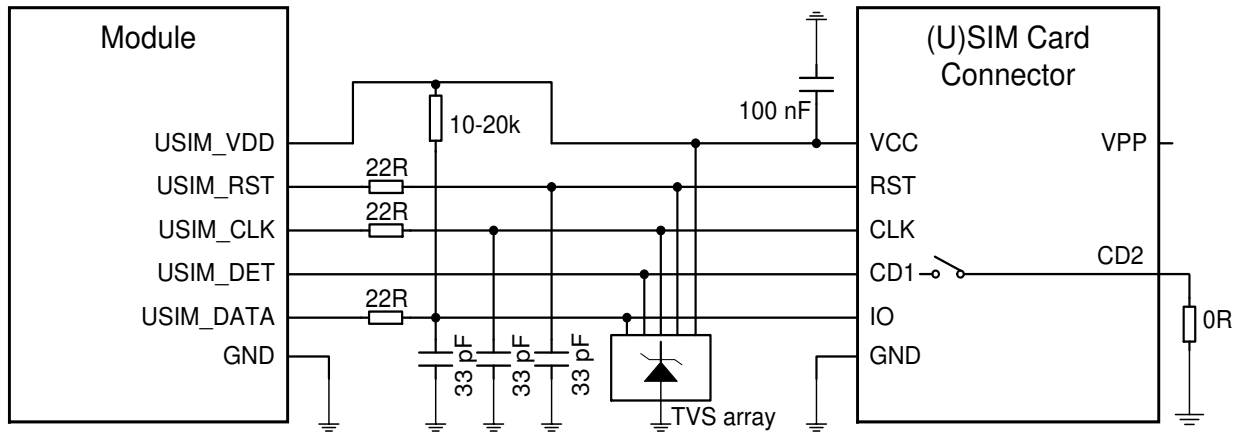 Module
(U)SIM Card
Connector
100 nF
10-20k
USIM_VDD
VCC
VPP
22R
USIM_RST
RST
22R
USIM_CLK
CLK
USIM_DET
CD1
CD2
22R
USIM_DATA
IO
0R
GND
33 pF
33 pF
33 pF
GND
TVS array